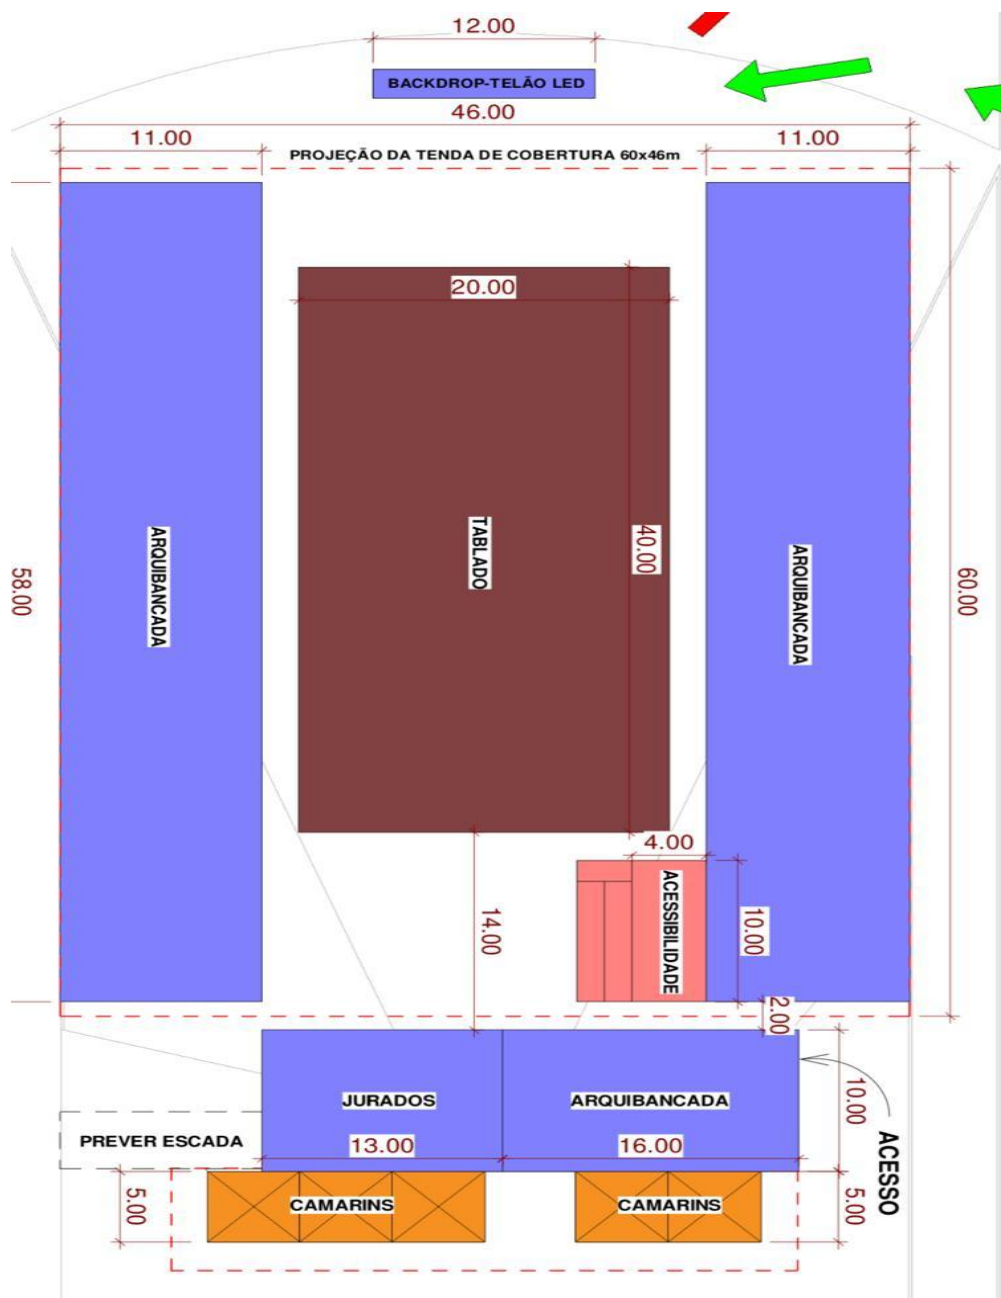 12.00
BACKDROP-TELÃO LED
46.00
11.00
11.00
PROJEÇÃO DA TENDA DE COBERTURA 60x46m
20.00
ARQUIBANCADA
TABLADO
40.00
ARQUIBANCADA
58.00
60.00
4.00
ACESSIBILIDADE
10.00
14.00
2.00
JURADOS
ARQUIBANCADA
10.00
PREVER ESCADA
13.00
16.00
ACESSO
5.00
CAMARINS
CAMARINS
5.00